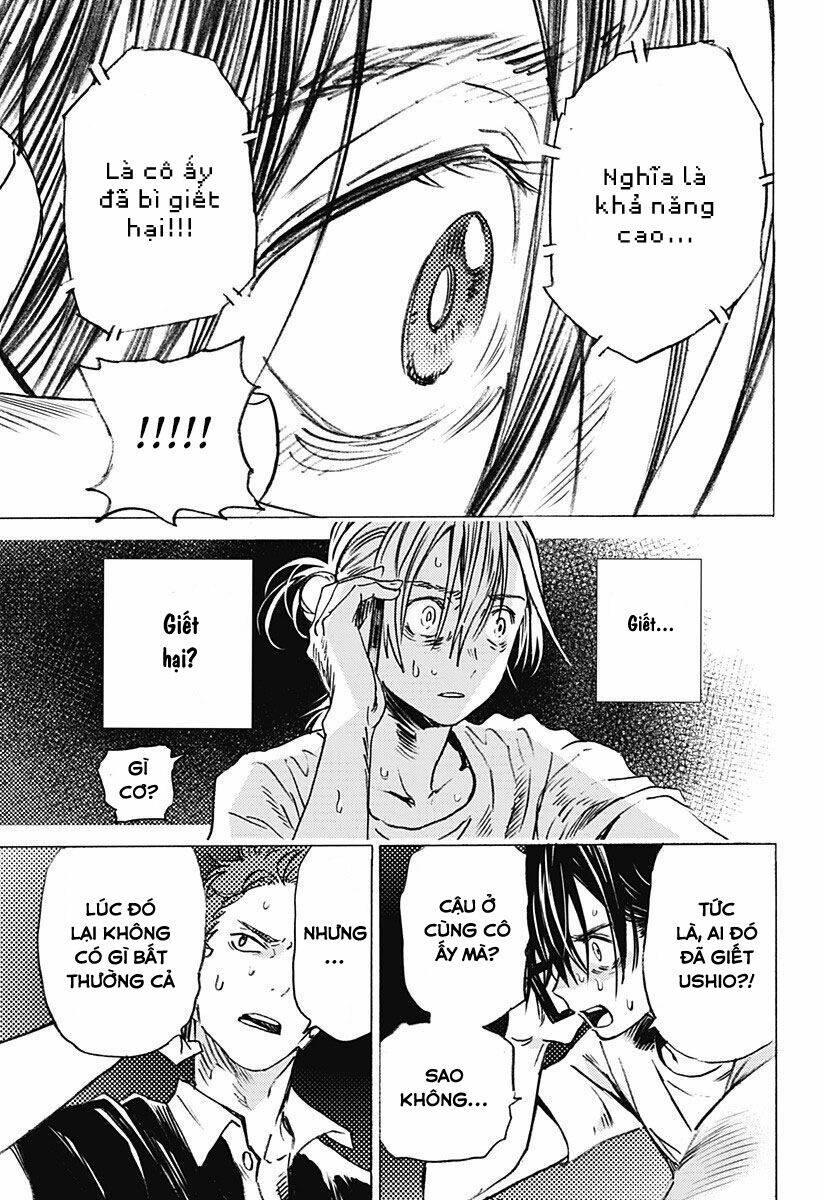 Nghĩa là
khả năng
cao...
Là cô ấy
đã bì giết
hại!!!
!!!!!
Giết...
Giết
hại?
GÌ
CƠ?
TỨC
LÀ, AI ĐÓ
ĐÃ GIẾT
USHIO?!
CẬU Ở
CÙNG CÔ
ẤY MÀ?
SAO
KHÔNG...
NHƯNG
...
LÚC ĐÓ
LẠI KHÔNG
CÓ GÌ BẤT
THƯỜNG CẢ